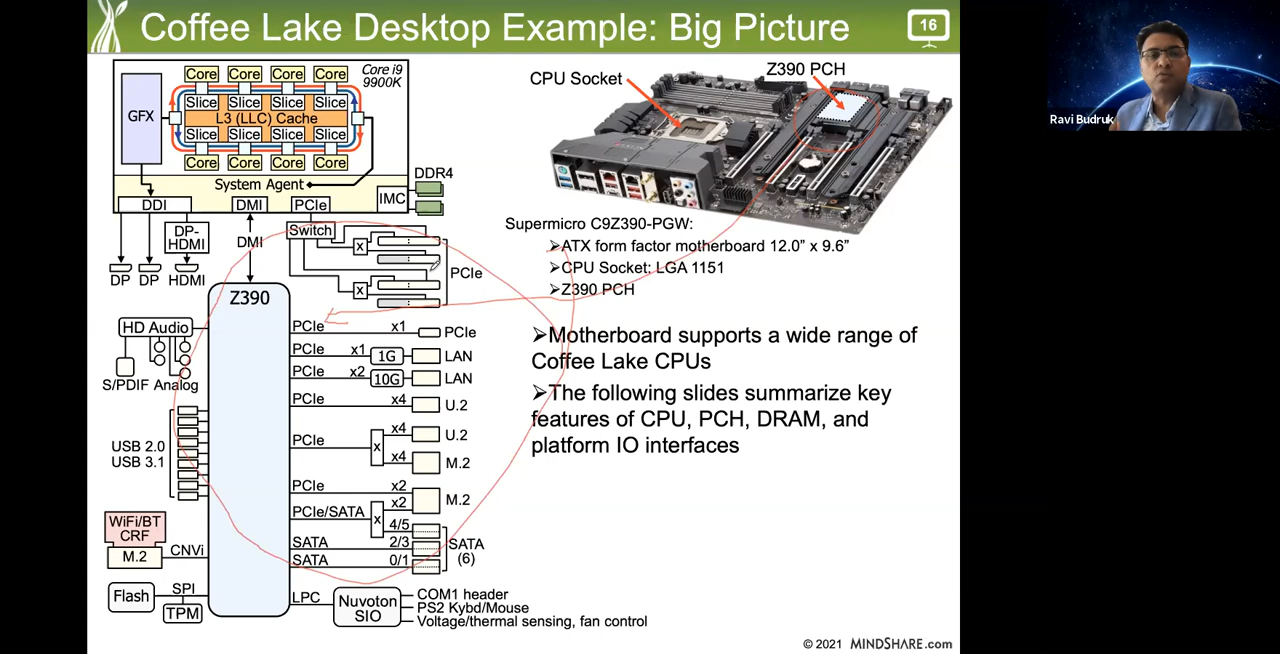 Coffee Lake Desktop Example: Big Picture
16
Core i9
9900K
Core Core Core Core
GFX
Slice Slice Slice Slice
L3 (LLC) Cache
Slice Slice Slice Slice
Core Core Core Core
System Agent
DDR4
IMC
DDI DMI PCIe
DP-
HDMI
DMI
Switch
x
x
PCIe
DP DP HDMI
Z390
HD Audio
S/PDIF Analog
USB 2.0
USB 3.1
WiFi/BT
CRF
M.2
CNVi
Flash
SPI
TPM
PCIe x1 PCIe
PCIe x1 1G LAN
PCIe x2 10G LAN
PCIe x4 U.2
PCIe x x4 U.2
x4 M.2
PCIe x2
x2 M.2
PCIe/SATA x
4/5
SATA 2/3 SATA
(6)
SATA 0/1
LPC
Nuvoton
SIO
COM1 header
PS2 Kybd/Mouse
Voltage/thermal sensing, fan control
CPU Socket
Z390 PCH
Supermicro C9Z390-PGW:
➢ATX form factor motherboard 12.0” x 9.6”
➢CPU Socket: LGA 1151
➢Z390 PCH
➢Motherboard supports a wide range of
Coffee Lake CPUs
➢The following slides summarize key
features of CPU, PCH, DRAM, and
platform IO interfaces
© 2021 MINDSHARE.com
Ravi Budruk